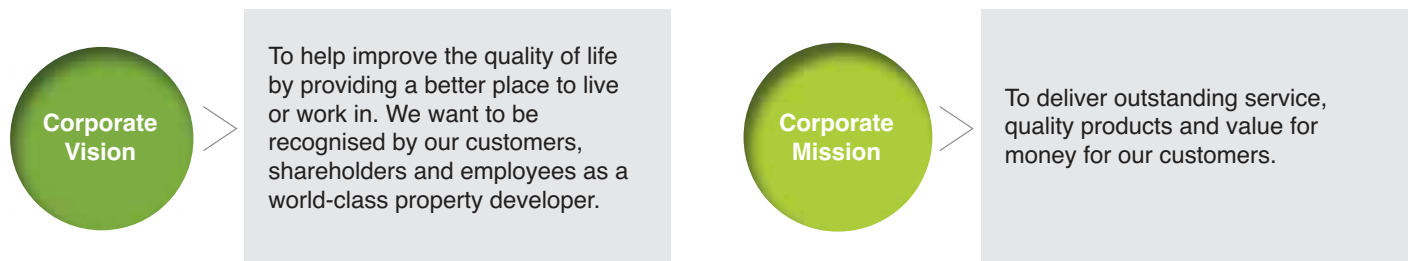 Corporate
Vision
To help improve the quality of life
by providing a better place to live
or work in. We want to be
recognised by our customers,
shareholders and employees as a
world-class property developer.
Corporate
Mission
To deliver outstanding service,
quality products and value for
money for our customers.